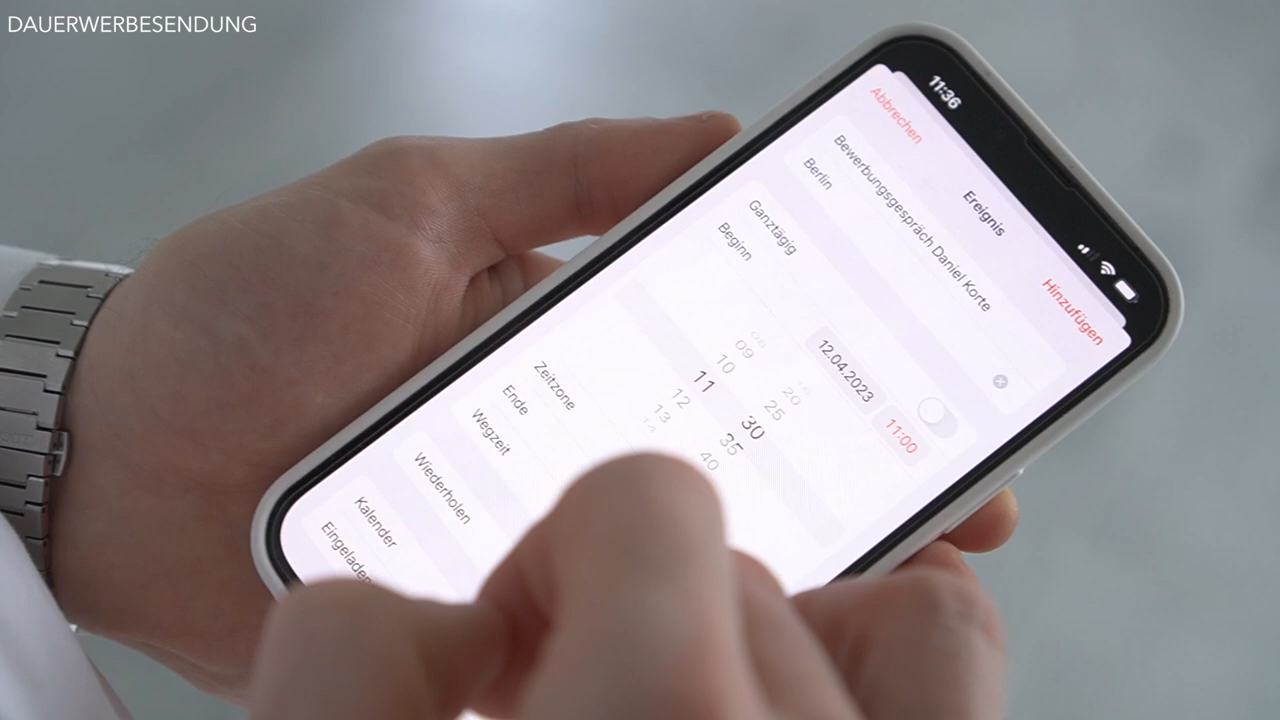 DAUERWERBESENDUNG
11:36
Abbrechen
Ereignis
Hinzufügen
Bewerbungsgespräch Daniel Korte
Berlin
Ganztägig
Beginn
12.04.2023
11:00
09
10
11
12
13
20
25
30
35
40
Zeitzone
Ende
Wegzeit
Wiederholen
Kalender